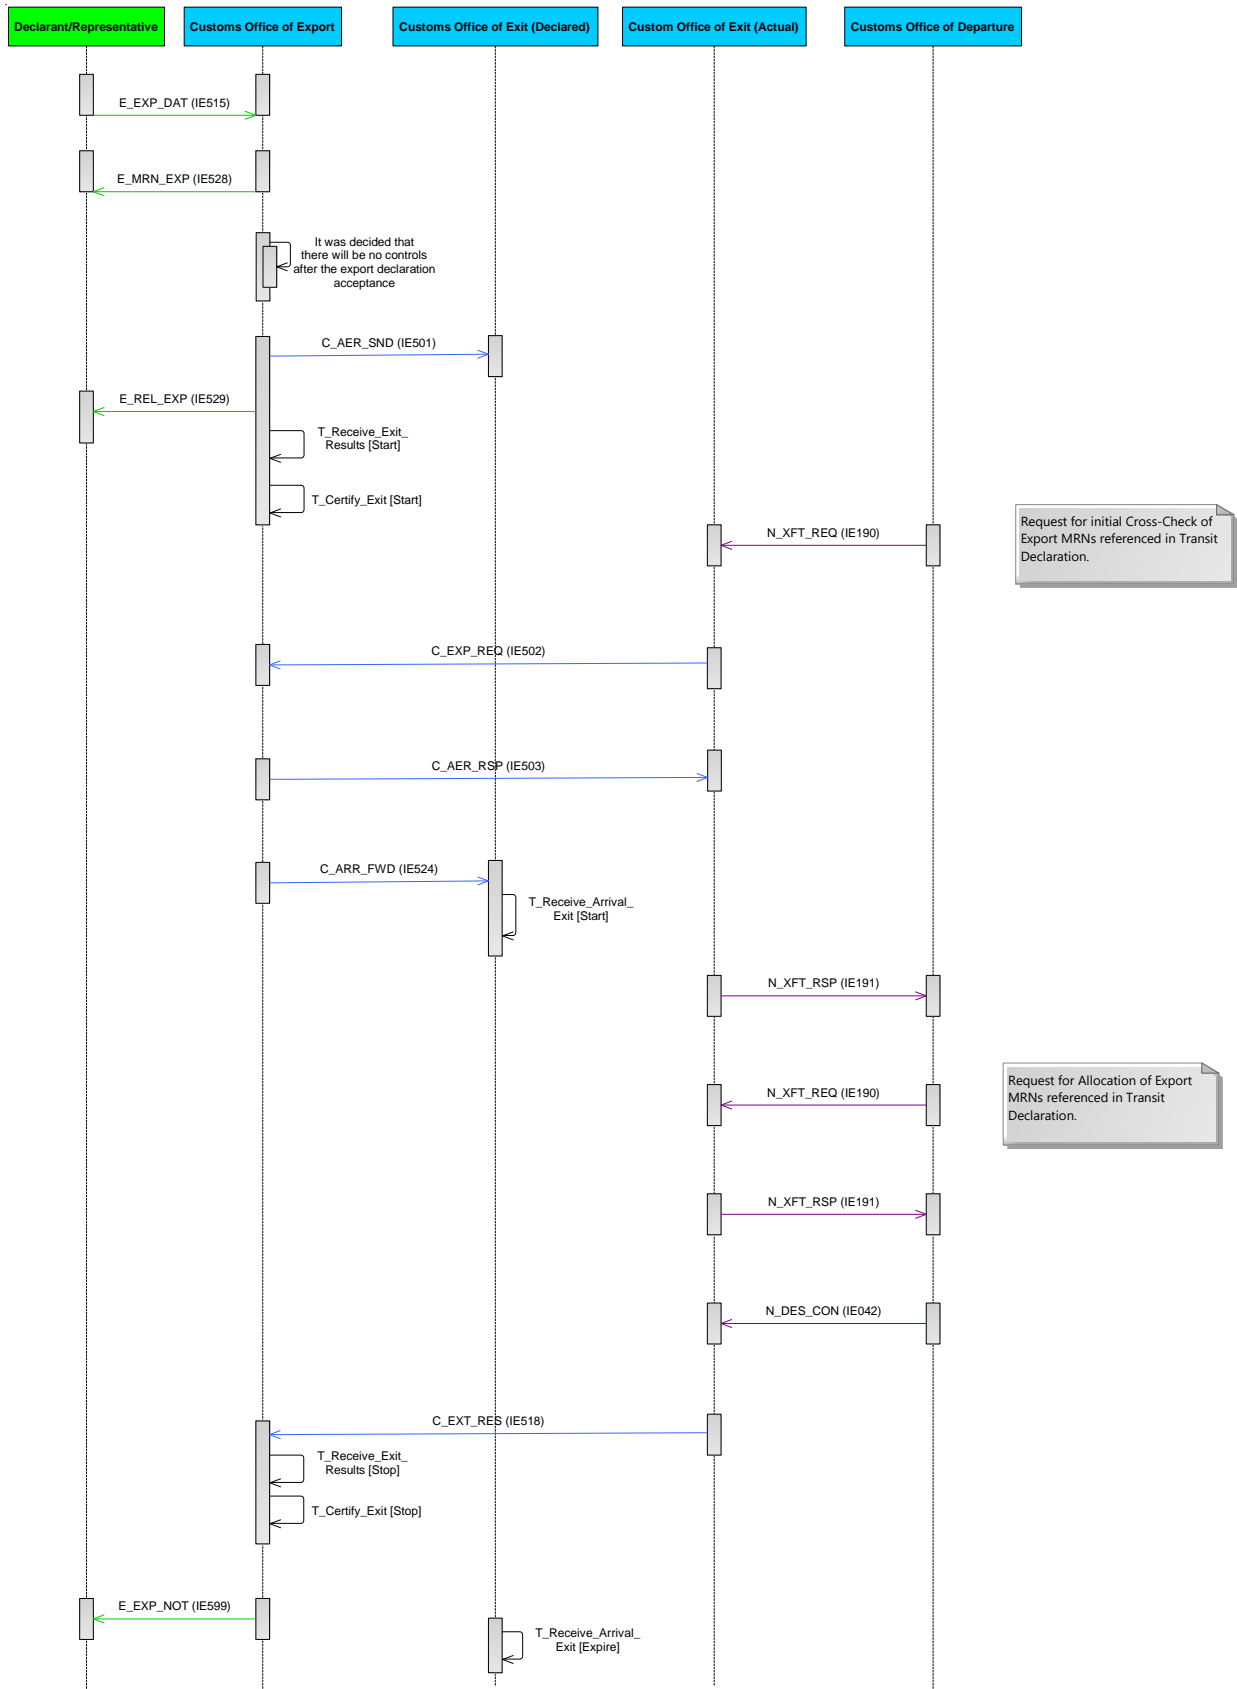 Declarant/Representative
Customs Office of Export
Customs Office of Exit (Declared)
Custom Office of Exit (Actual)
Customs Office of Departure
E_EXP_DAT (IE515)
E_MRN_EXP (IE528)
It was decided that
there will be no controls
after the export declaration
acceptance
C_AER_SND (IE501)
E_REL_EXP (IE529)
T_Receive_Exit_
Results [Start]
T_Certify_Exit [Start]
N_XFT_REQ (IE190)
Request for initial Cross-Check of
Export MRNs referenced in Transit
Declaration.
C_EXP_REQ (IE502)
C_AER_RSP (IE503)
C_ARR_FWD (IE524)
T_Receive_Arrival_
Exit [Start]
N_XFT_RSP (IE191)
Request for Allocation of Export
MRNs referenced in Transit
Declaration.
N_XFT_REQ (IE190)
N_XFT_RSP (IE191)
N_DES_CON (IE042)
C_EXT_RES (IE518)
T_Receive_Exit_
Results [Stop]
T_Certify_Exit [Stop]
E_EXP_NOT (IE599)
T_Receive_Arrival_
Exit [Expire]